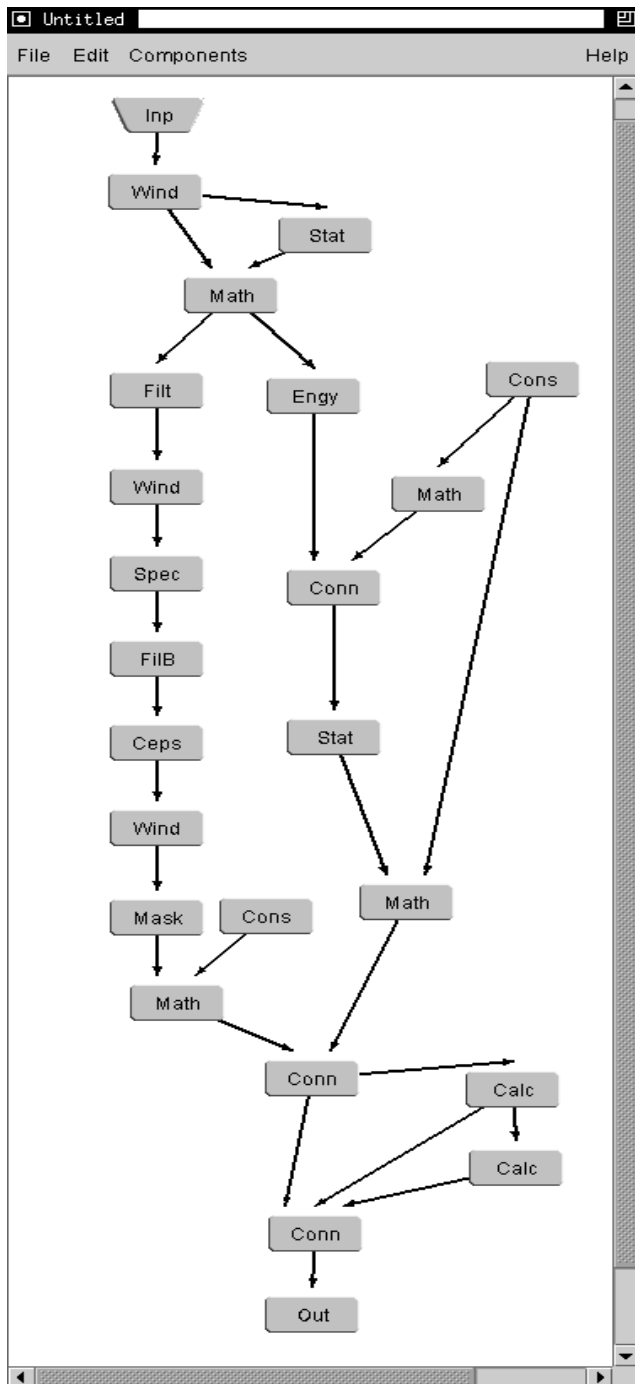 Untitled
File Edit Components Help
Inp
Wind
Stat
Math
Filt
Engy
Cons
Wind
Math
Spec
Conn
FilB
Stat
Ceps
Wind
Math
Mask
Cons
Math
Conn
Calc
Calc
Conn
Out